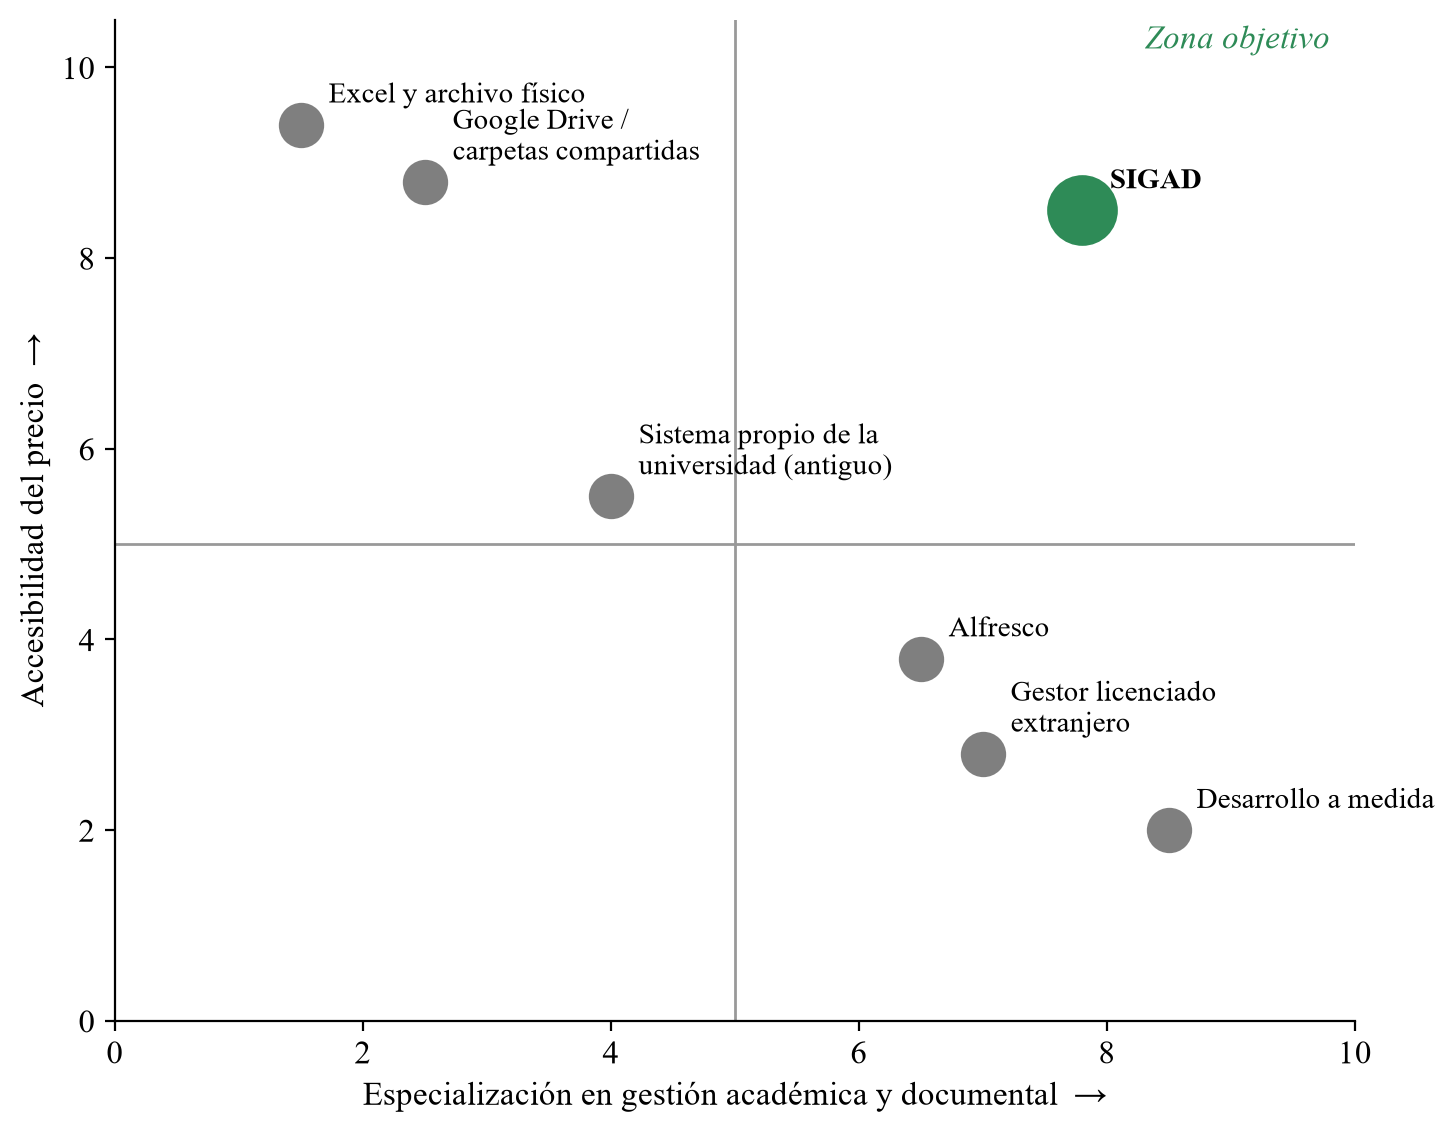 Zona objetivo
10
Excel y archivo físico
Google Drive /
carpetas compartidas
SIGAD
8
Sistema propio de la
universidad (antiguo)
6
Accesibilidad del precio →
Alfresco
4
Gestor licenciado
extranjero
Desarrollo a medida
2
0
0 2 4 6 8 10
Especialización en gestión académica y documental →